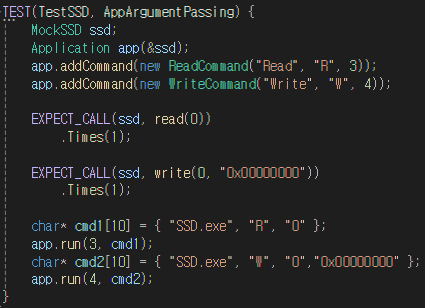 TEST(TestSSD, AppArgumentPassing) {
MockSSD ssd;
Application app(&ssd);
app.addCommand(new ReadCommand("Read", "R", 3));
app.addCommand(new WriteCommand("Write", "W", 4));
EXPECT_CALL(ssd, read(0))
.Times(1);
EXPECT_CALL(ssd, write(0, "0x00000000"))
.Times(1);
char* cmd1[10] = { "SSD.exe", "R", "0" };
app.run(3, cmd1);
char* cmd2[10] = { "SSD.exe", "W", "0","0x00000000" };
app.run(4, cmd2);
}